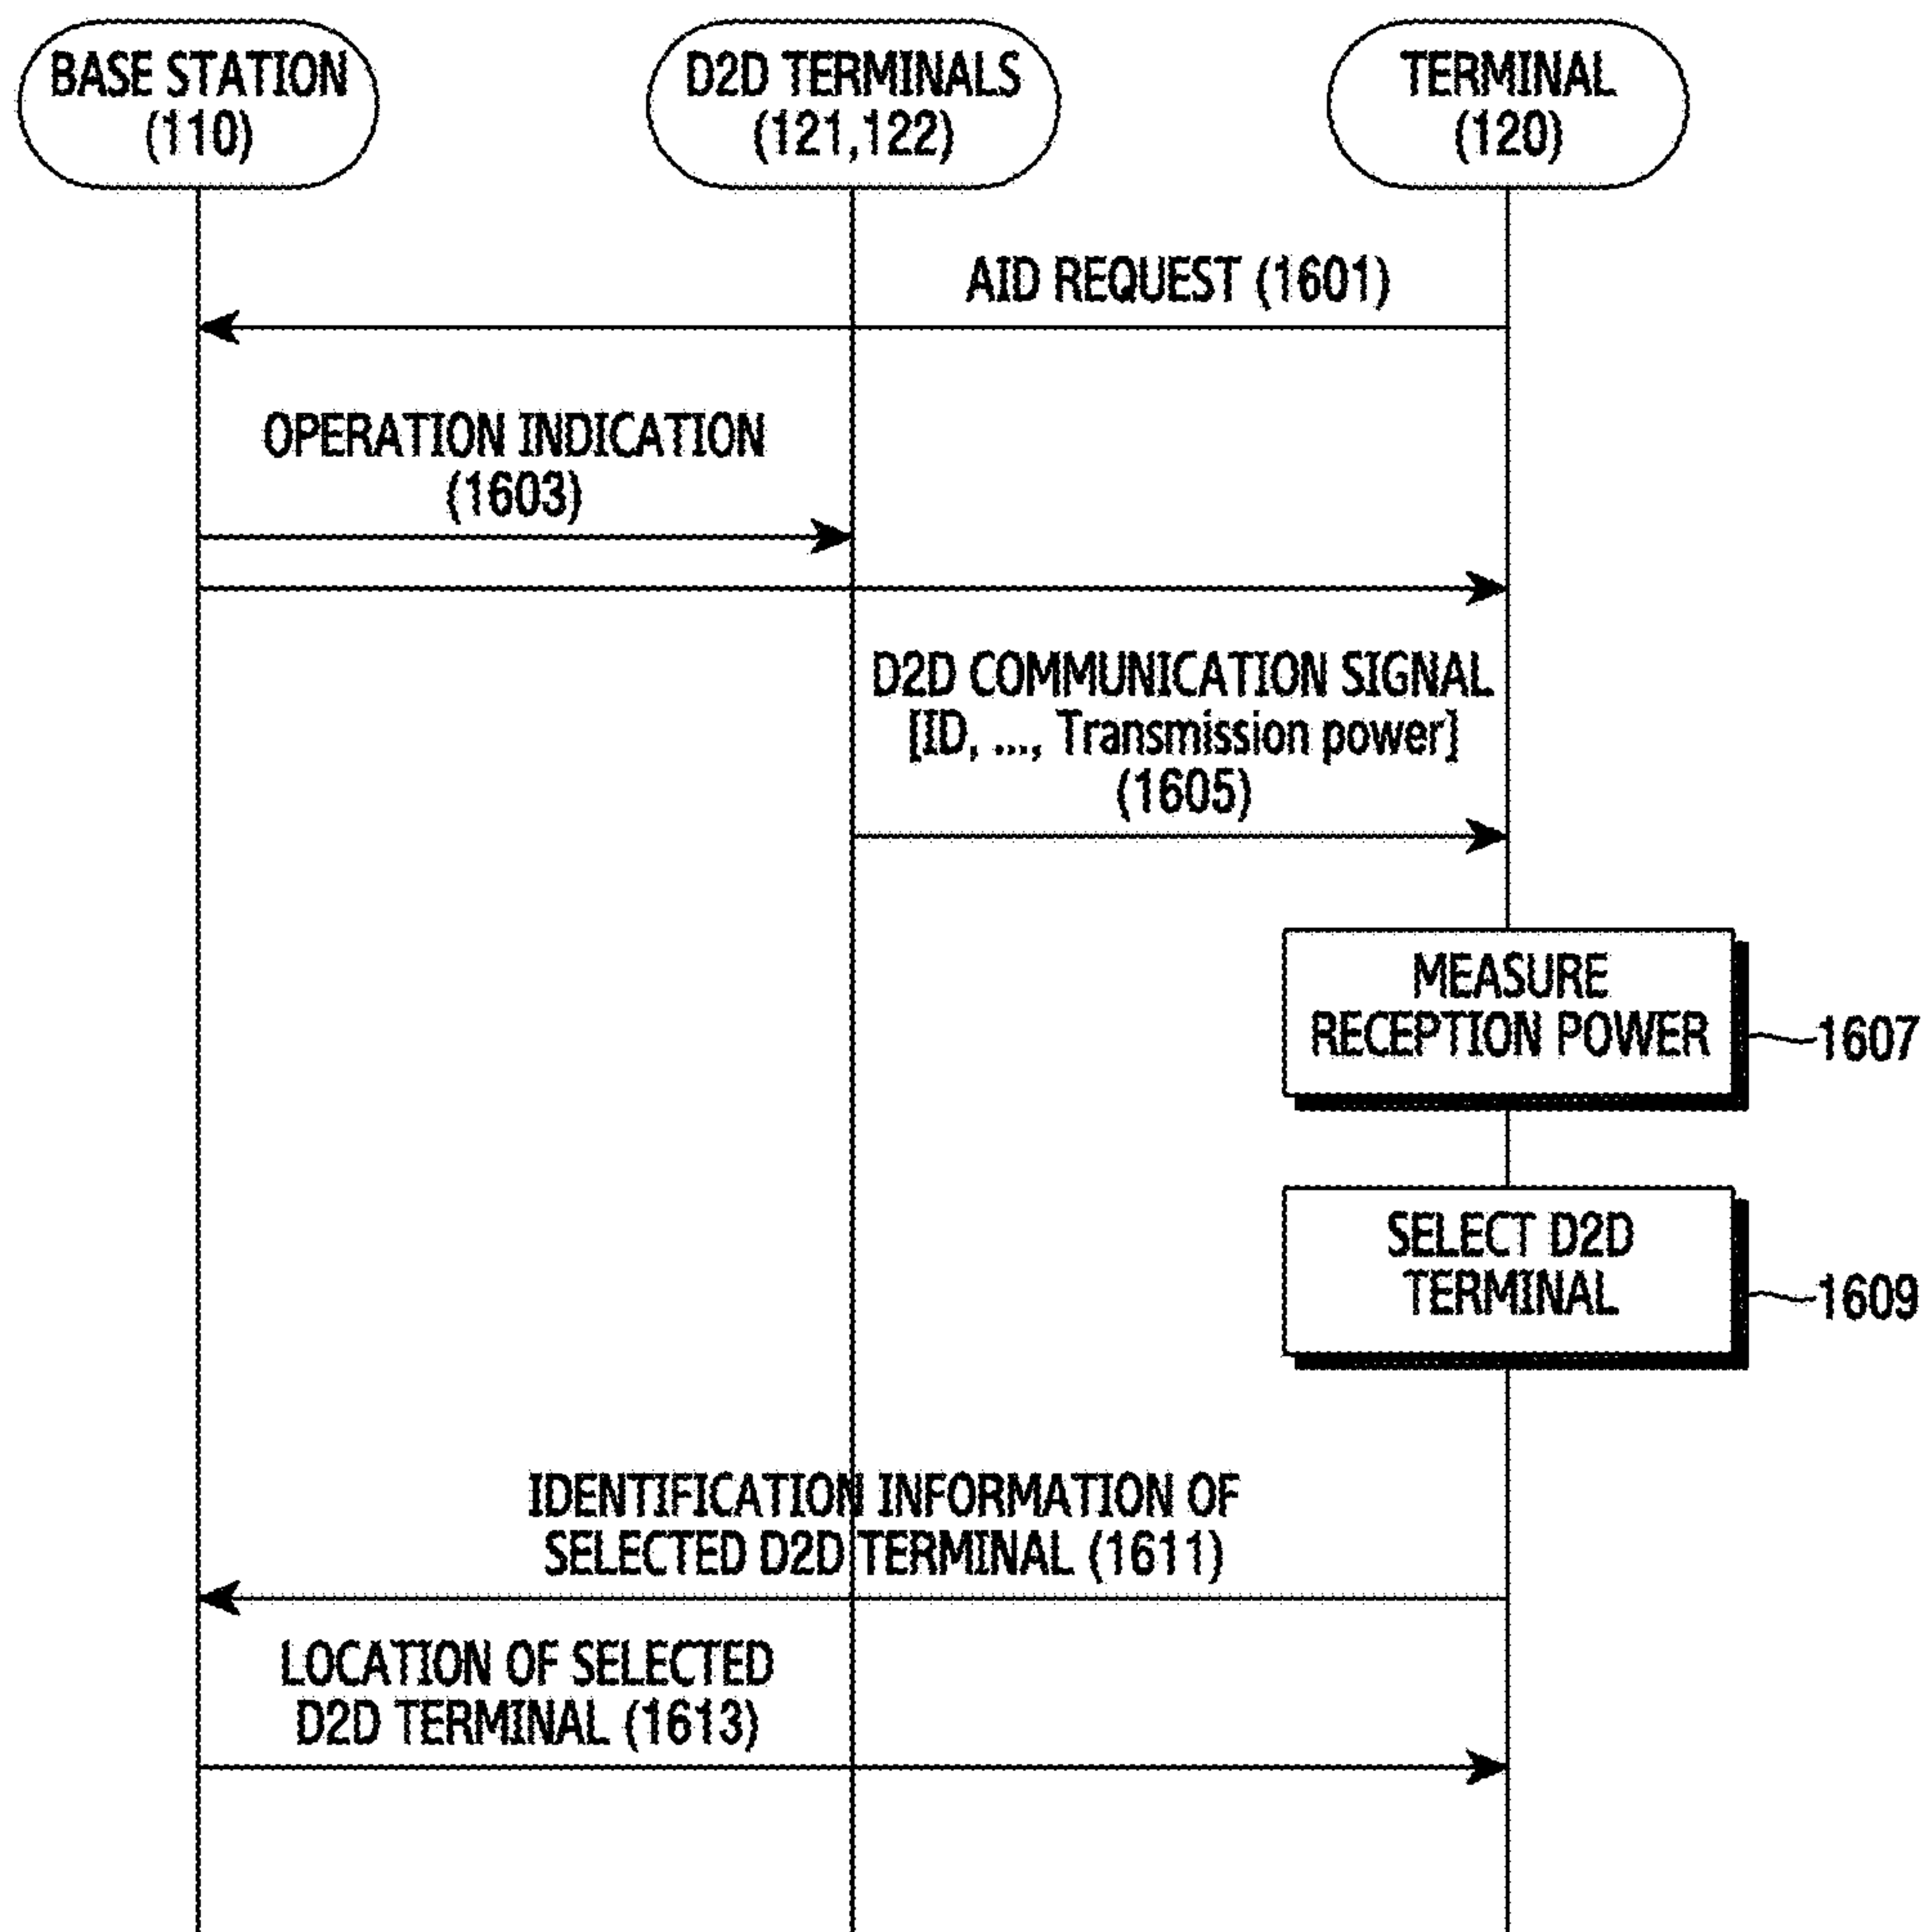 BASE STATION
(110)
D2D TERMINALS
(121,122)
TERMINAL
(120)
AID REQUEST (1601)
OPERATION INDICATION
(1603)
D2D COMMUNICATION SIGNAL
[ID, ..., Transmission power]
(1605)
MEASURE
RECEPTION POWER
1607
SELECT D2D
TERMINAL
1609
IDENTIFICATION INFORMATION OF
SELECTED D2D TERMINAL (1611)
LOCATION OF SELECTED
D2D TERMINAL (1613)